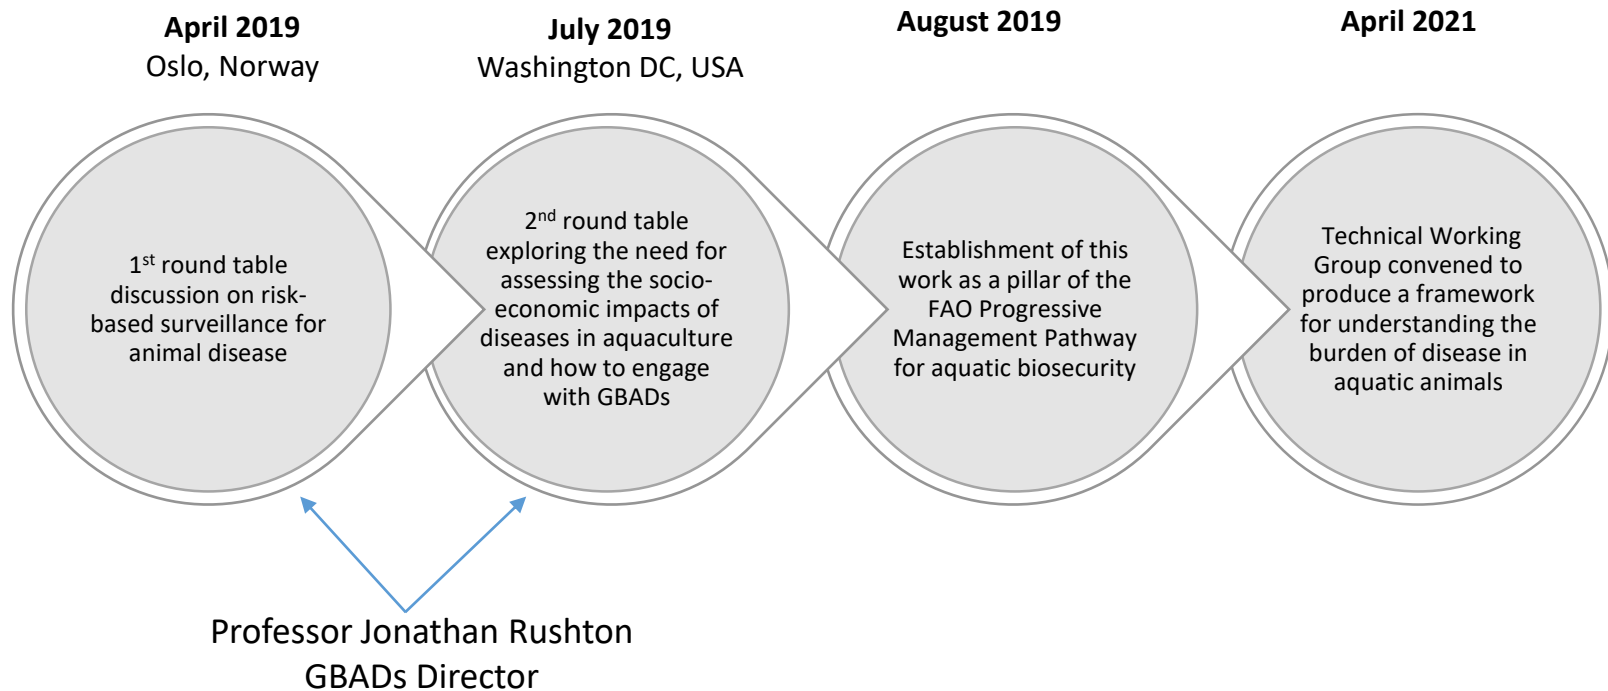 April 2019
Oslo, Norway
July 2019
Washington DC, USA
August 2019
April 2021
1st round table
discussion on risk-
based surveillance for
animal disease
2nd round table
exploring the need for
assessing the socio-
economic impacts of
diseases in aquaculture
and how to engage
with GBADs
Establishment of this
work as a pillar of the
FAO Progressive
Management Pathway
for aquatic biosecurity
Technical Working
Group convened to
produce a framework
for understanding the
burden of disease in
aquatic animals
Professor Jonathan Rushton
GBADs Director